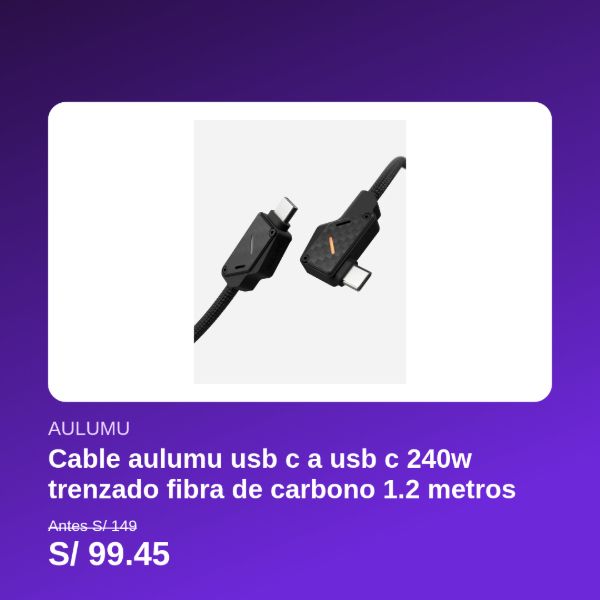 AULUMU
Cable aulumu usb c a usb c 240w
trenzado fibra de carbono 1.2 metros
Antes S/ 149
S/ 99.45